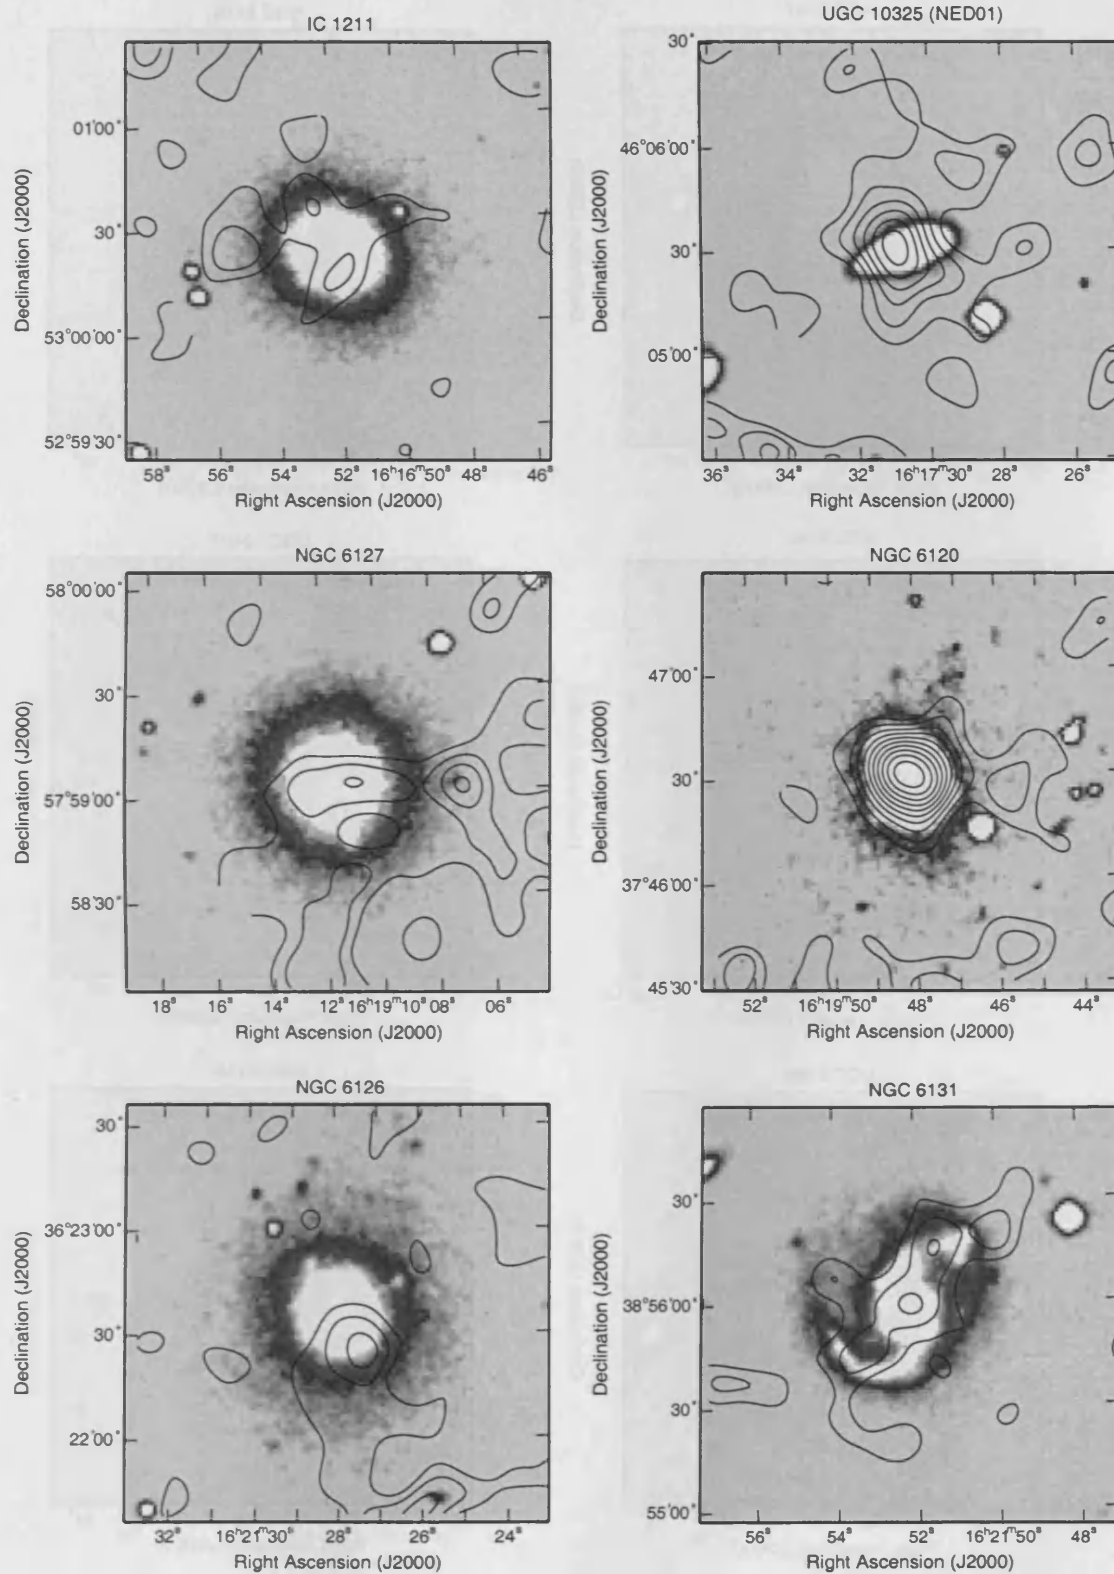 IC 1211
Declination (J2000)
01'00"
30"
53°00'00"
52°59'30"
58ˢ 56ˢ 54ˢ 52ˢ 16ʰ16ᵐ50ˢ 48ˢ 46ˢ
Right Ascension (J2000)
UGC 10325 (NED01)
Declination (J2000)
30"
46°06'00"
30"
05'00"
36ˢ 34ˢ 32ˢ 16ʰ17ᵐ30ˢ 28ˢ 26ˢ
Right Ascension (J2000)
NGC 6127
Declination (J2000)
58°00'00"
30"
57°59'00"
58'30"
18ˢ 16ˢ 14ˢ 12ˢ 16ʰ19ᵐ10ˢ 08ˢ 06ˢ
Right Ascension (J2000)
NGC 6120
Declination (J2000)
47'00"
30"
37°46'00"
45'30"
52ˢ 16ʰ19ᵐ50ˢ 48ˢ 46ˢ 44ˢ
Right Ascension (J2000)
NGC 6126
Declination (J2000)
30"
36°23'00"
30"
22'00"
32ˢ 16ʰ21ᵐ30ˢ 28ˢ 26ˢ 24ˢ
Right Ascension (J2000)
NGC 6131
Declination (J2000)
30"
38°56'00"
30"
55'00"
56ˢ 54ˢ 52ˢ 16ʰ21ᵐ50ˢ 48ˢ
Right Ascension (J2000)